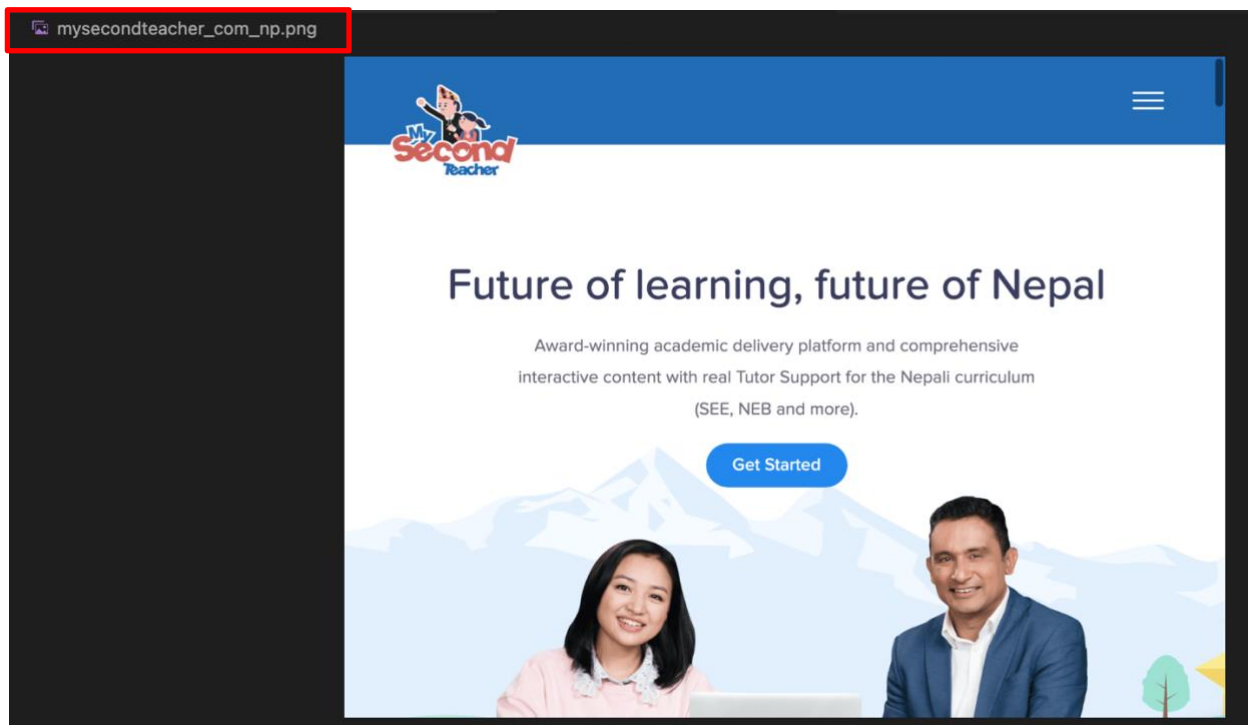 mysecondteacher_com_np.png
My
Second
Teacher
Future of learning, future of Nepal
Award-winning academic delivery platform and comprehensive
interactive content with real Tutor Support for the Nepali curriculum
(SEE, NEB and more).
Get Started